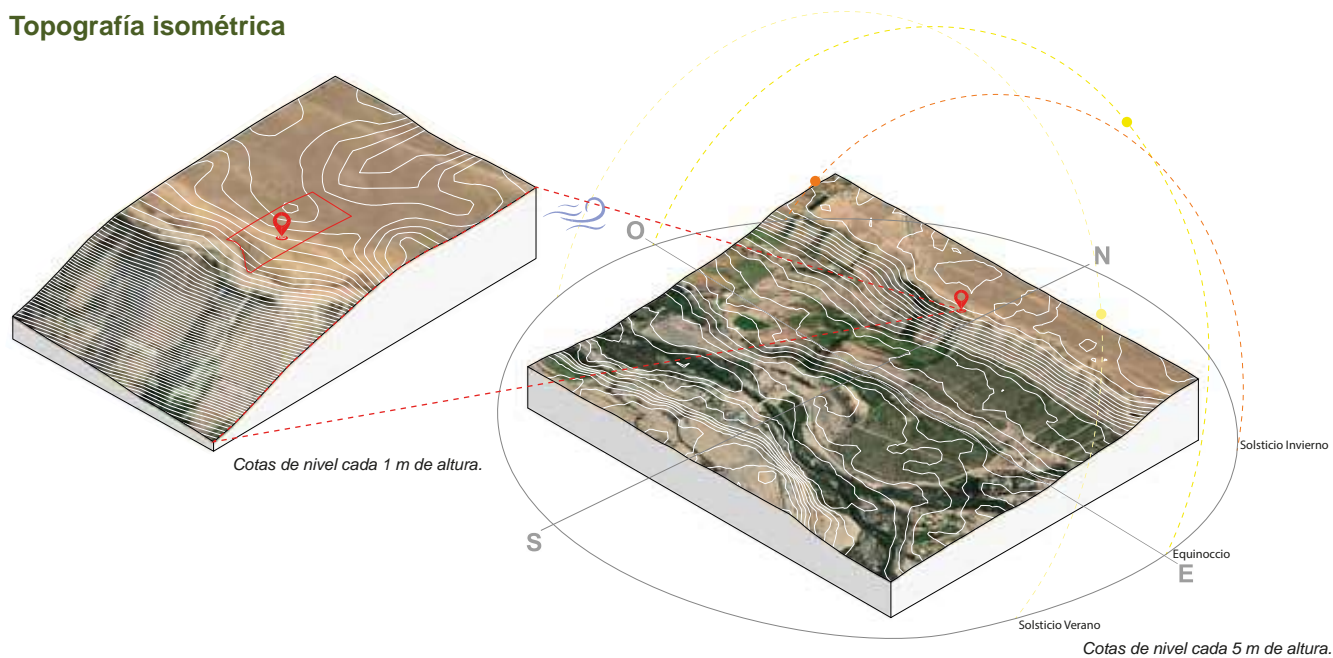 Topografía isométrica
O
N
Solsticio Invierno
Cotas de nivel cada 1 m de altura.
S
Equinoccio
E
Solsticio Verano
Cotas de nivel cada 5 m de altura.